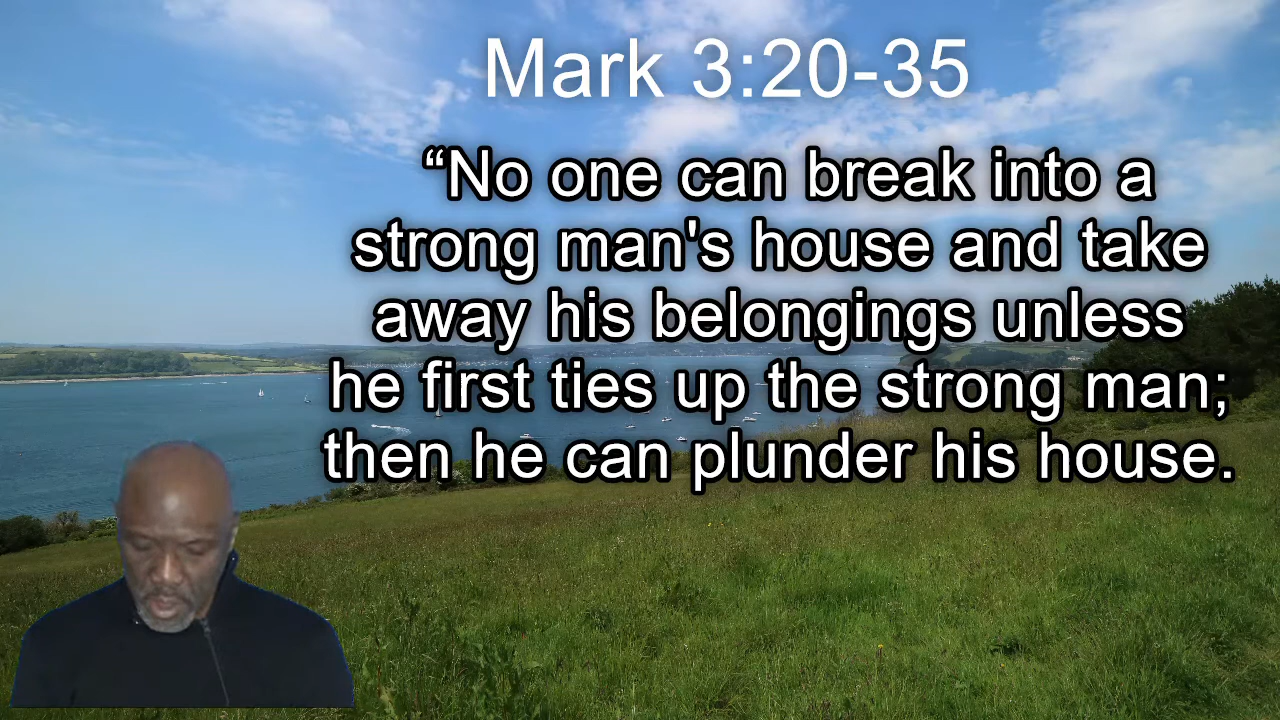 Mark 3:20-35
“No one can break into a
strong man's house and take
away his belongings unless
he first ties up the strong man;
then he can plunder his house.